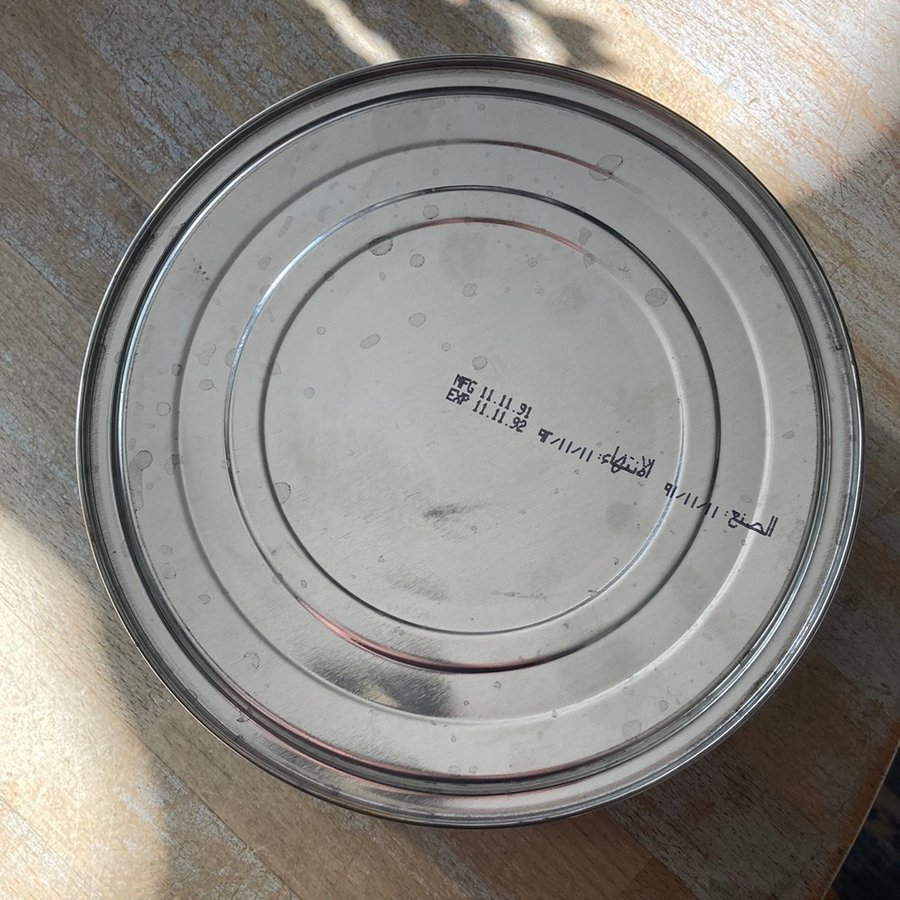 MFG 11.11.91
EXP 11.11.92
الانتهاء: ٩٢/١١/١١
الصنع: ٩١/١١/١١